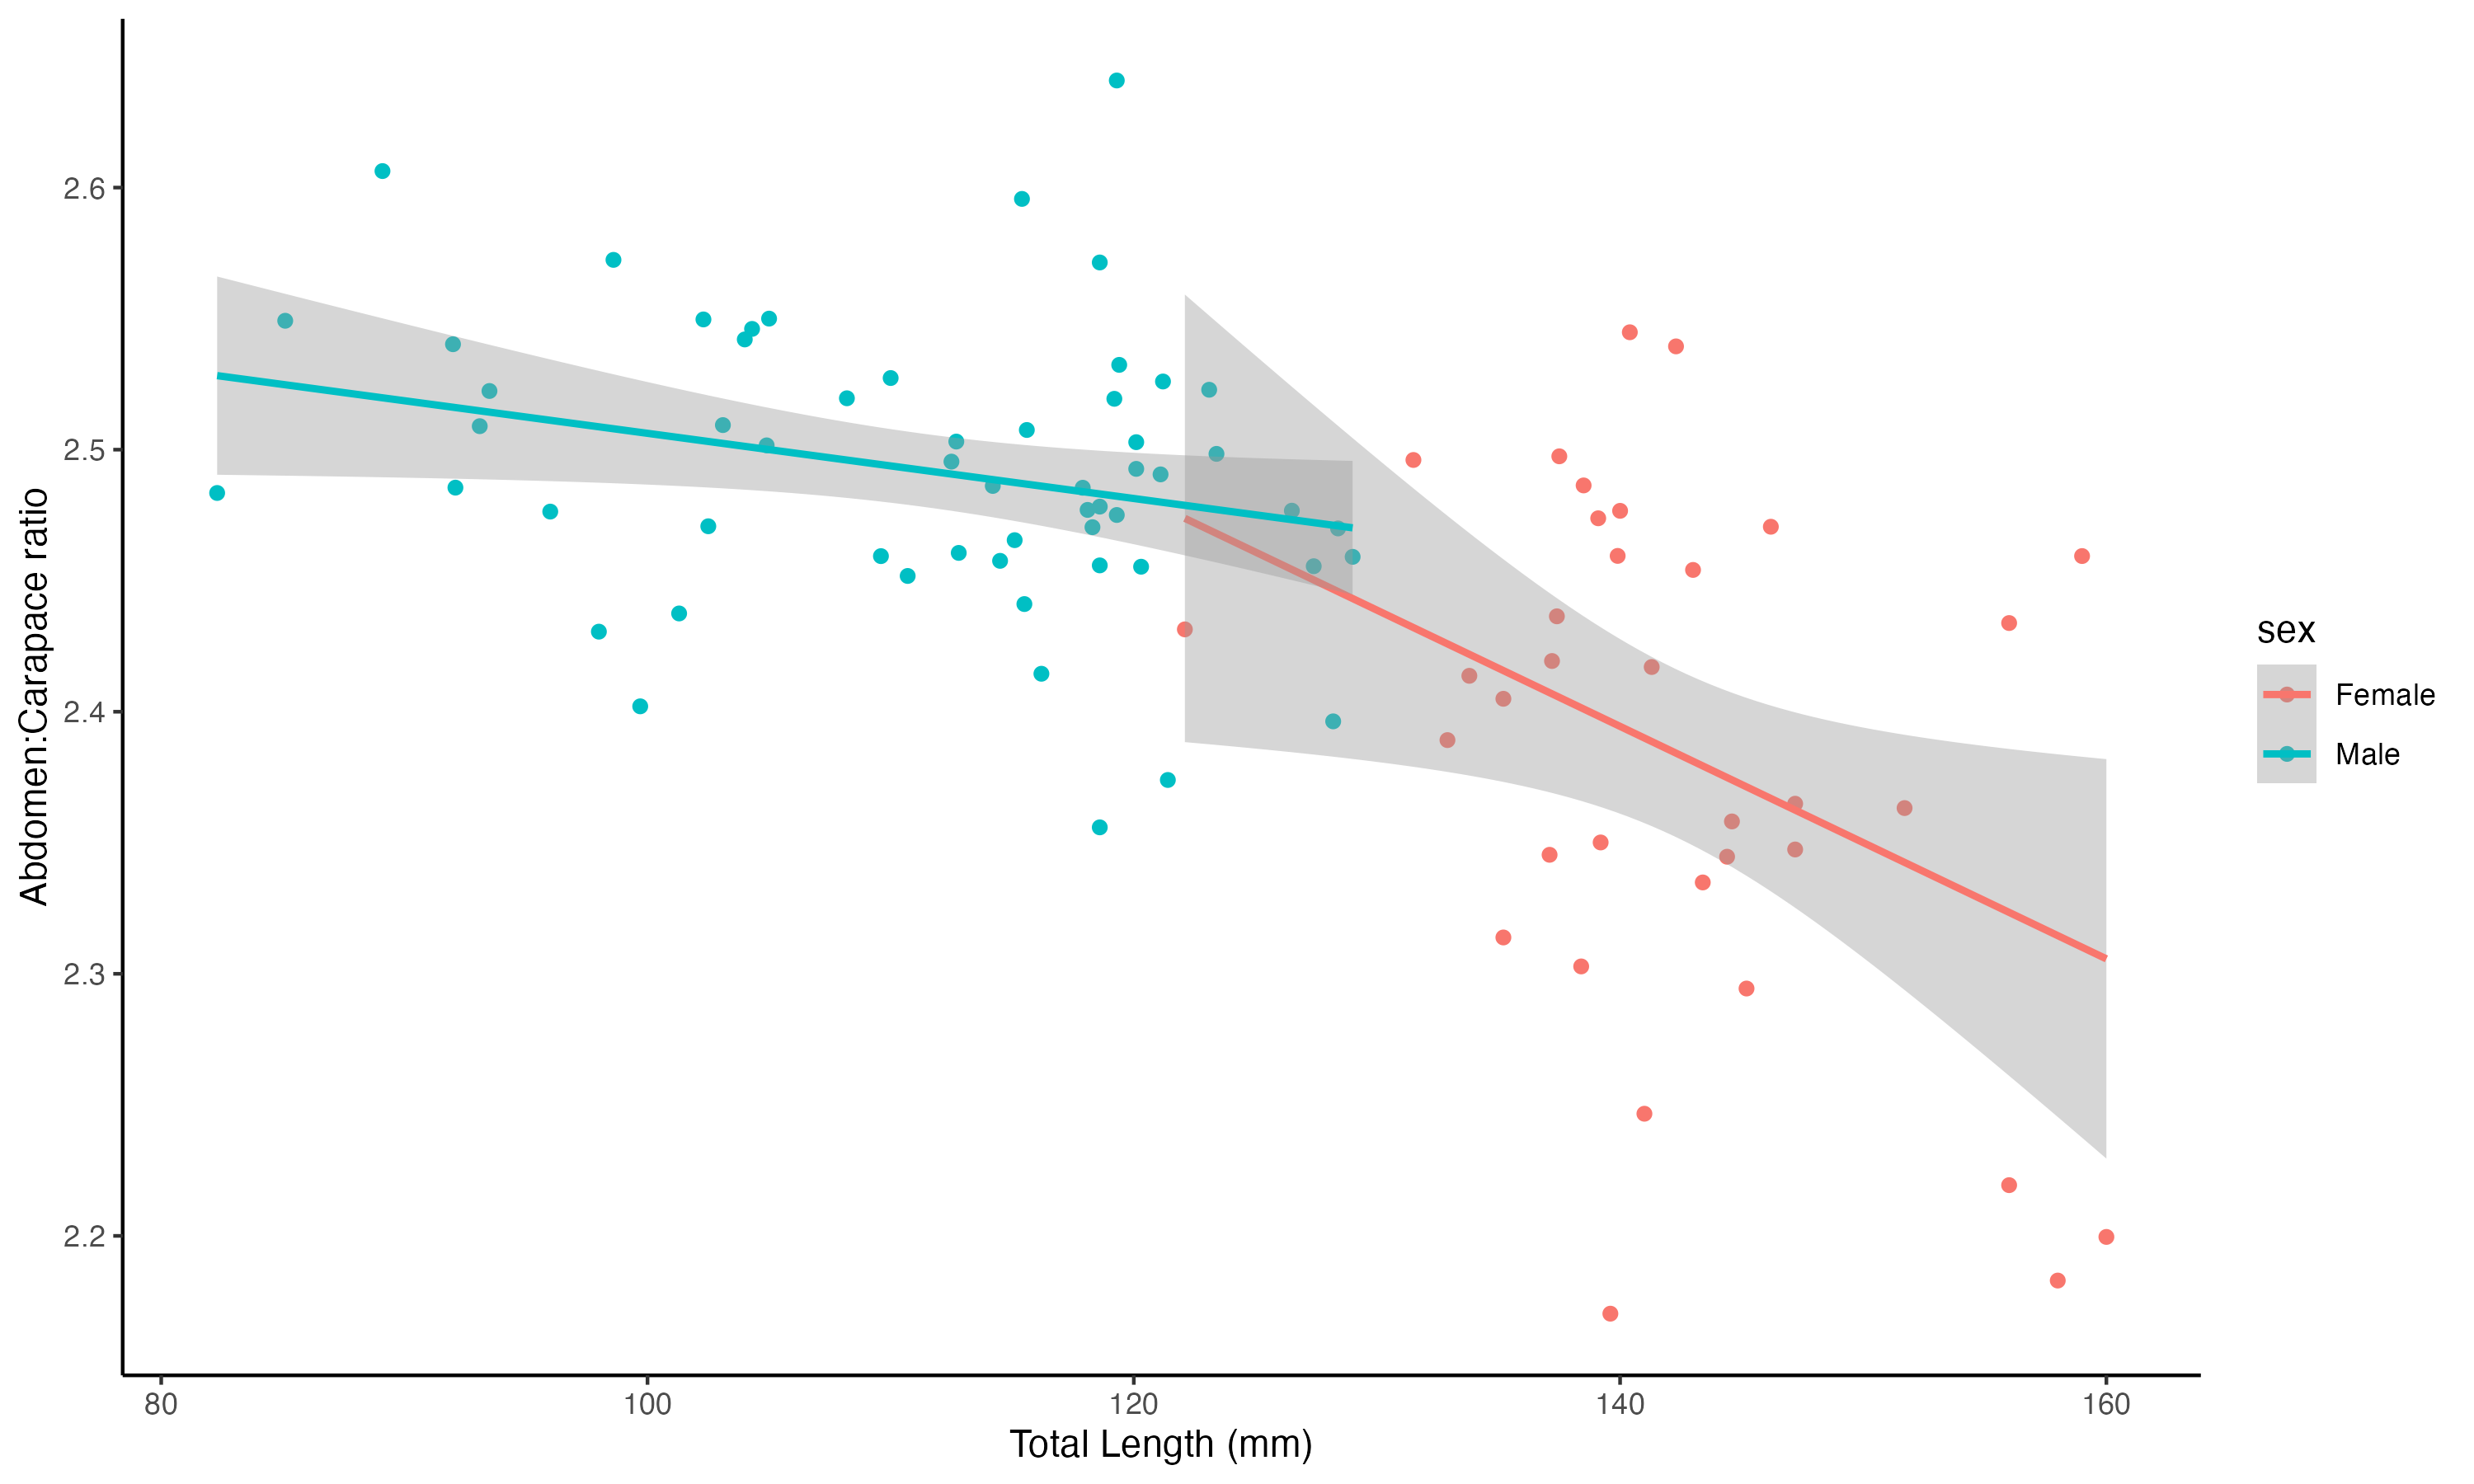 Abdomen:Carapace ratio
2.6
2.5
2.4
2.3
2.2
80 100 120 140 160
Total Length (mm)
sex
Female
Male